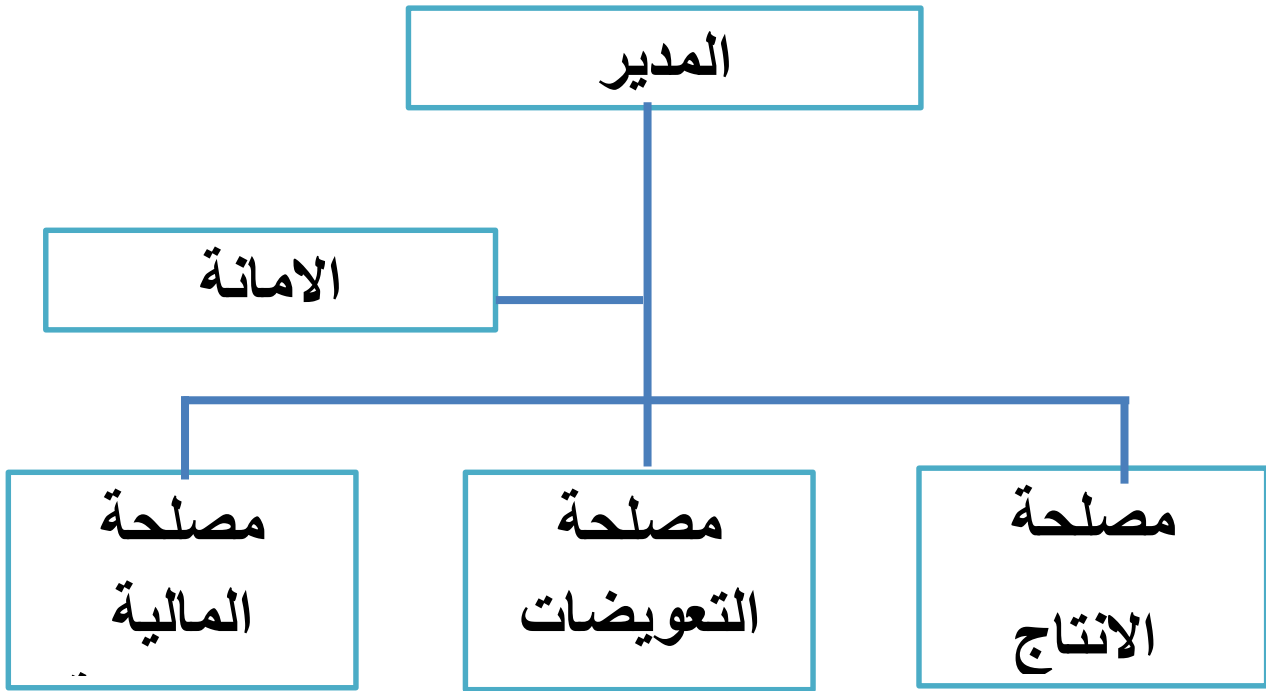 المدير
الامانة
مصلحة
الانتاج
مصلحة
التعويضات
مصلحة
المالية